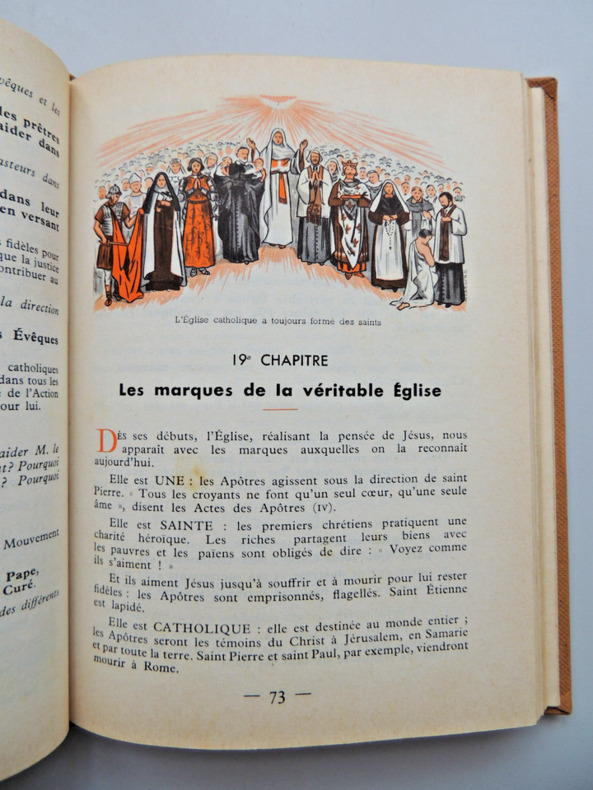 vêques et les
les prêtres
aider dans
asteurs dans
dans leur
en versant
s fidèles pour
que la justice
contribuer au
la direction
s Évêques
catholiques
dans tous les
e de l'Action
our lui.
aider M. le
nt? Pourquoi
? Pourquoi
Mouvement
Pape,
Curé.
des différents
L'Église catholique a toujours formé des saints
19e CHAPITRE
Les marques de la véritable Église
Dès ses débuts, l'Église, réalisant la pensée de Jésus, nous
apparaît avec les marques auxquelles on la reconnaît
aujourd'hui.
Elle est UNE : les Apôtres agissent sous la direction de saint
Pierre. « Tous les croyants ne font qu'un seul cœur, qu'une seule
âme », disent les Actes des Apôtres (IV).
Elle est SAINTE : les premiers chrétiens pratiquent une
charité héroïque. Les riches partagent leurs biens avec
les pauvres et les païens sont obligés de dire : « Voyez comme
ils s'aiment ! »
Et ils aiment Jésus jusqu'à souffrir et à mourir pour lui rester
fidèles : les Apôtres sont emprisonnés, flagellés. Saint Étienne
est lapidé.
Elle est CATHOLIQUE : elle est destinée au monde entier ;
les Apôtres seront les témoins du Christ à Jérusalem, en Samarie
et par toute la terre. Saint Pierre et saint Paul, par exemple, viendront
mourir à Rome.
— 73 —